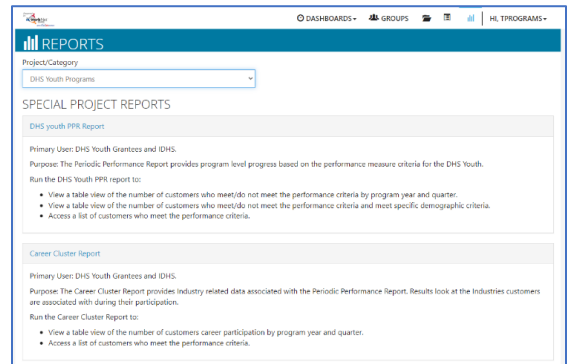 DASHBOARDS GROUPS HI, TPROGRAMS
REPORTS
Project/Category
DHS Youth Programs
SPECIAL PROJECT REPORTS
DHS youth PPR Report
Primary User: DHS Youth Grantees and IDHS.
Purpose: The Periodic Performance Report provides program level progress based on the performance measure criteria for the DHS Youth.
Run the DHS Youth PPR report to:
• View a table view of the number of customers who meet/do not meet the performance criteria by program year and quarter.
• View a table view of the number of customers who meet/do not meet the performance criteria and meet specific demographic criteria.
• Access a list of customers who meet the performance criteria.
Career Cluster Report
Primary User: DHS Youth Grantees and IDHS.
Purpose: The Career Cluster Report provides Industry related data associated with the Periodic Performance Report. Results look at the Industries customers
are associated with during their participation.
Run the Career Cluster Report to:
• View a table view of the number of customers career participation by program year and quarter.
• Access a list of customers who meet the performance criteria.